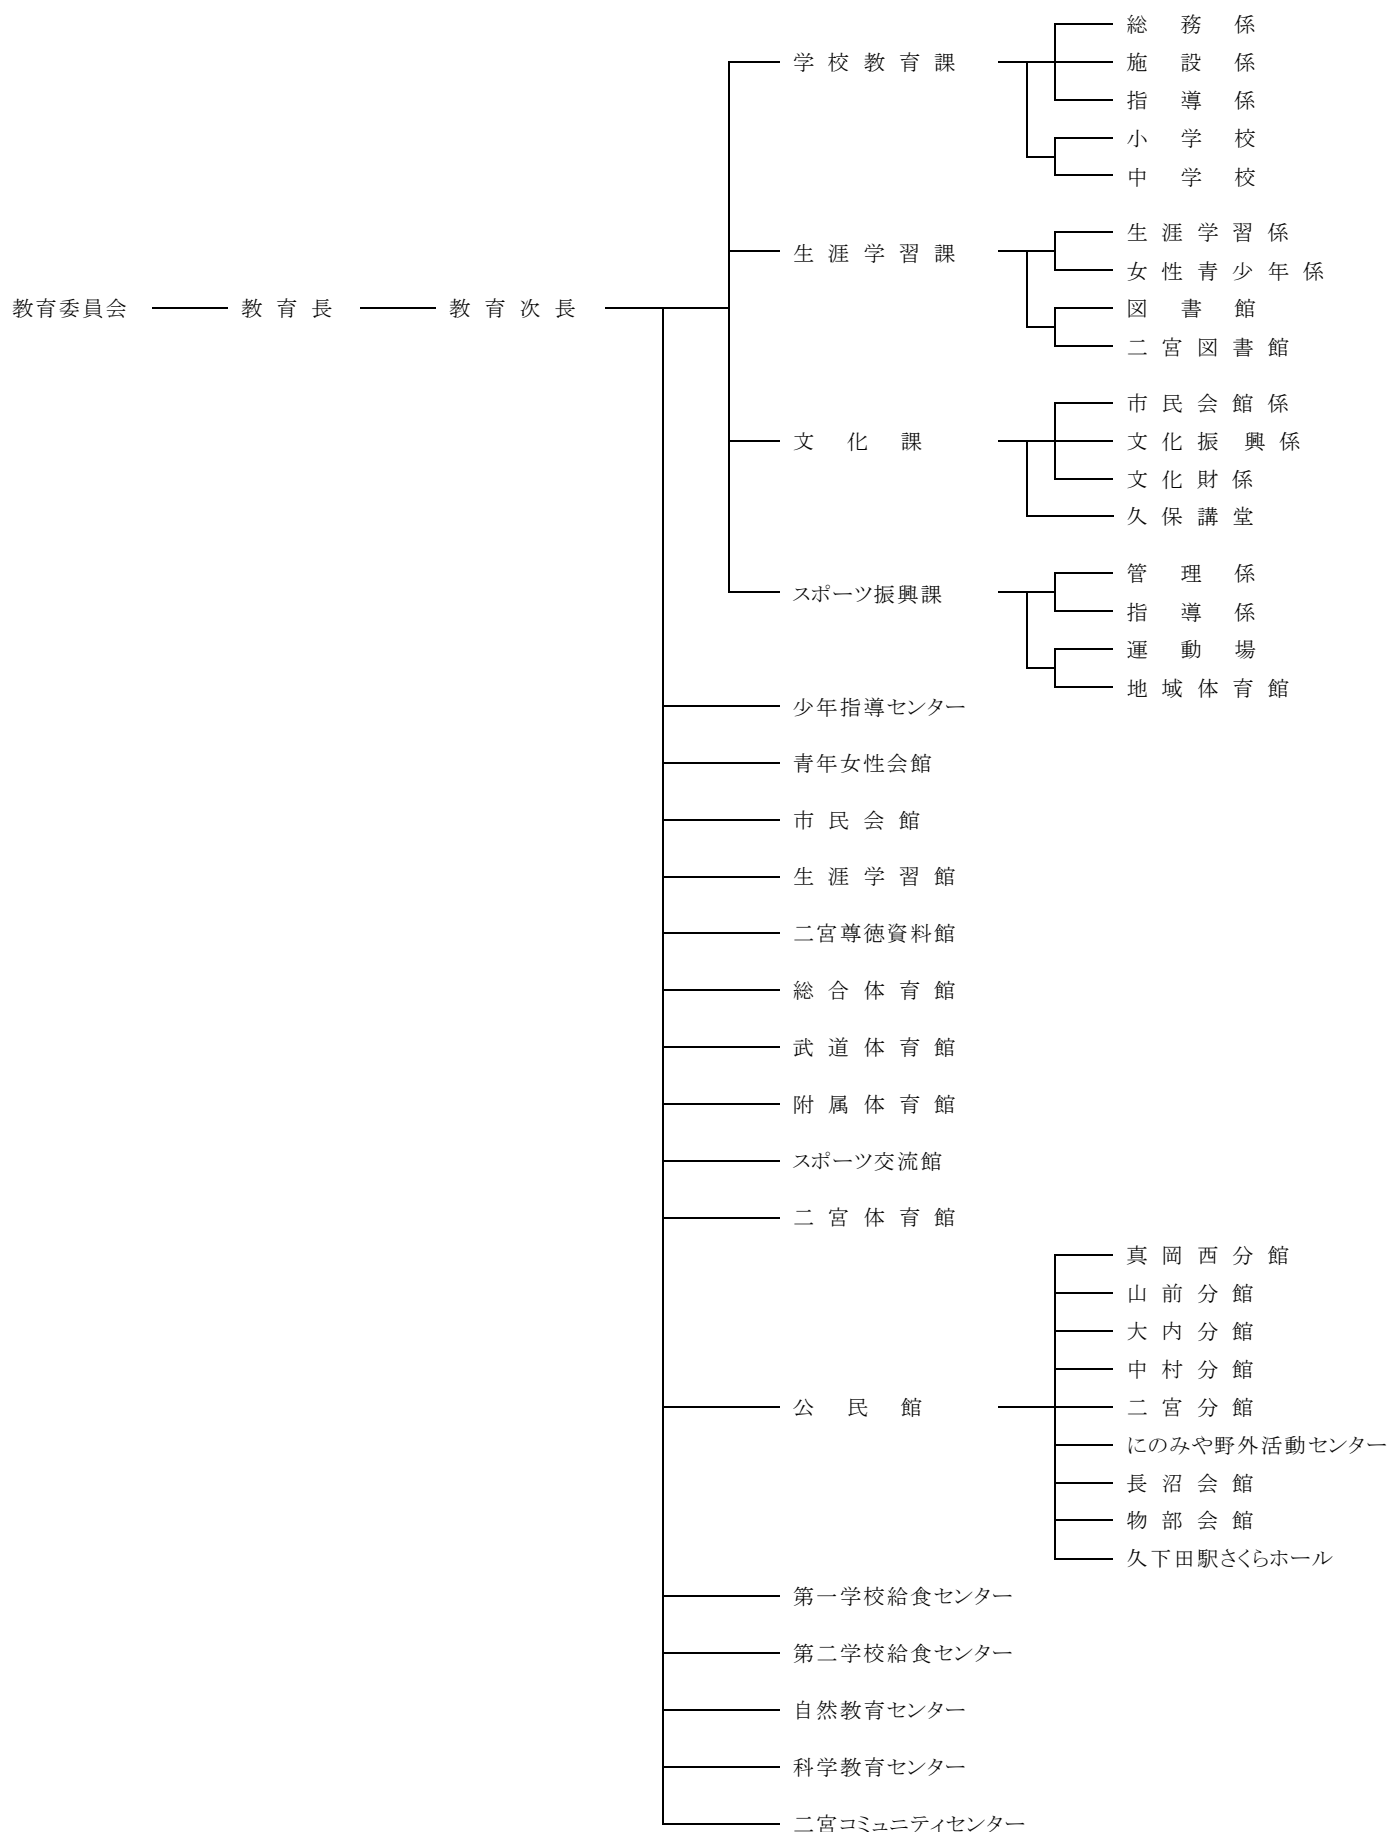 総務係
学校教育課
施設係
指導係
小学校
中学校
生涯学習係
生涯学習課
女性青少年係
教育委員会 教育長 教育次長
図書館
二宮図書館
市民会館係
文化課
文化振興係
文化財係
久保講堂
管理係
スポーツ振興課
指導係
運動場
地域体育館
少年指導センター
青年女性会館
市民会館
生涯学習館
二宮尊徳資料館
総合体育館
武道体育館
附属体育館
スポーツ交流館
二宮体育館
真岡西分館
山前分館
大内分館
中村分館
公民館
二宮分館
にのみや野外活動センター
長沼会館
物部会館
久下田駅さくらホール
第一学校給食センター
第二学校給食センター
自然教育センター
科学教育センター
二宮コミュニティセンター